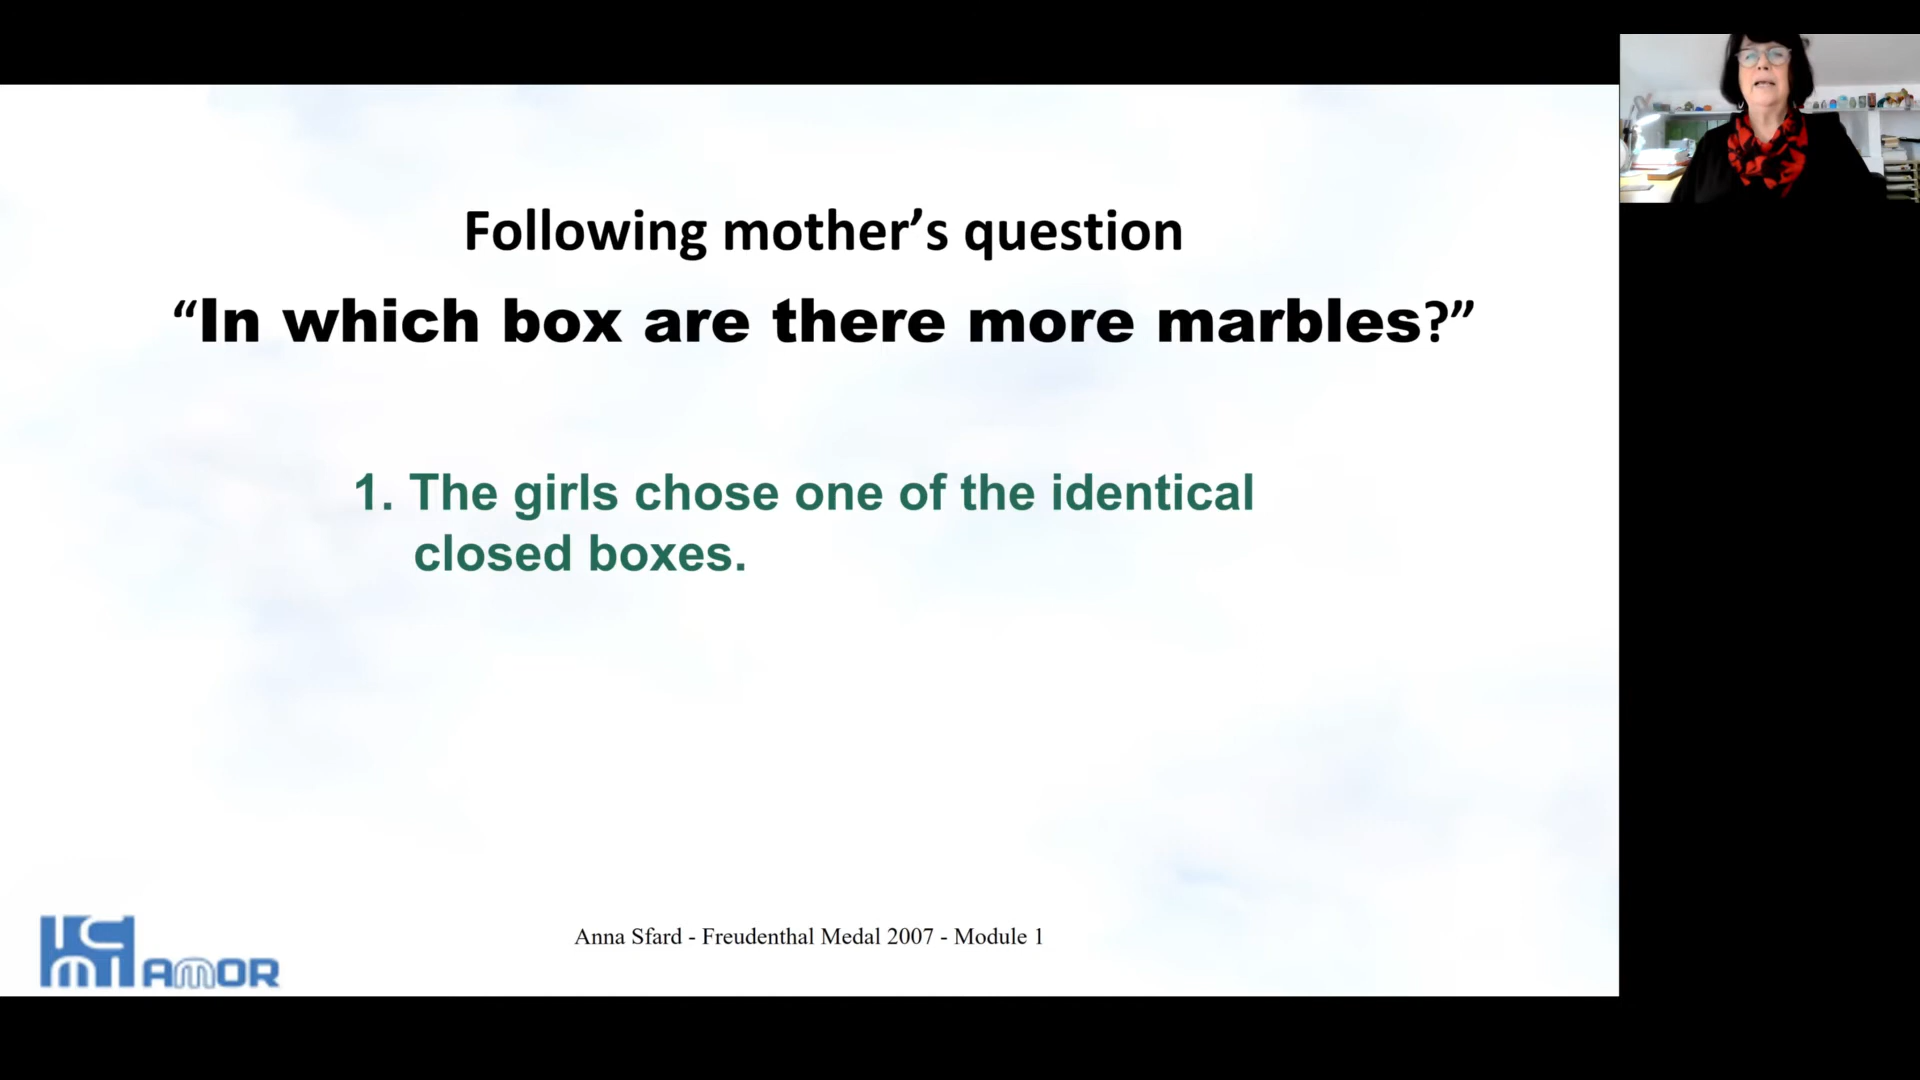 Following mother’s question
“In which box are there more marbles?”
1. The girls chose one of the identical
closed boxes.
Anna Sfard - Freudenthal Medal 2007 - Module 1
ICMI AMOR